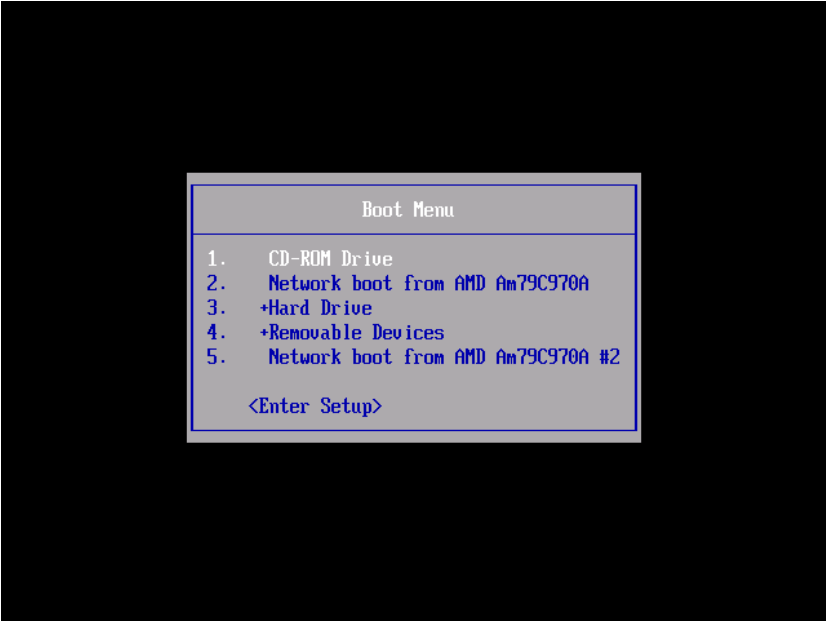 Boot Menu
1. CD-ROM Drive
2. Network boot from AMD Am79C970A
3. +Hard Drive
4. +Removable Devices
5. Network boot from AMD Am79C970A #2
<Enter Setup>